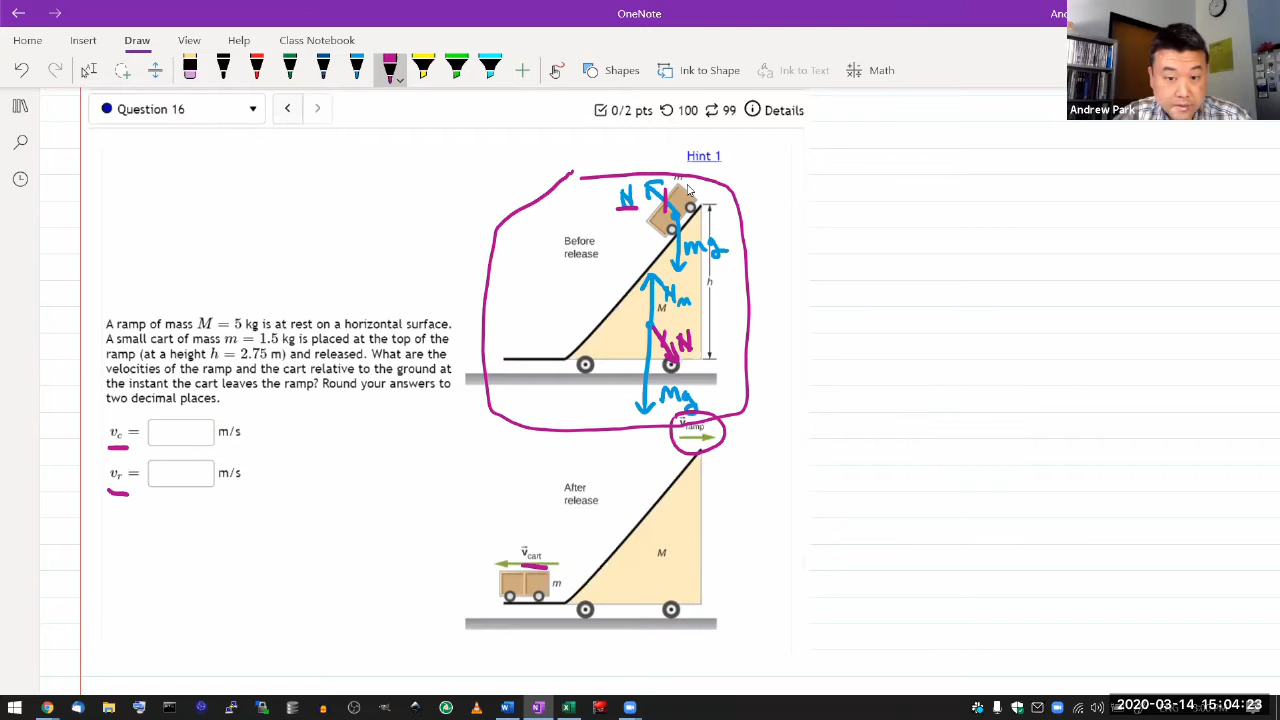 OneNote
And
Home
Insert
Draw
View
Help
Class Notebook
Shapes
Ink to Shape
Ink to Text
Math
Andrew Park
Question 16
0/2 pts
100
99
Details
Hint 1
m
N
Before
release
mg
h
N m
M
N
Mg
A ramp of mass M = 5 kg is at rest on a horizontal surface.
A small cart of mass m = 1.5 kg is placed at the top of the
ramp (at a height h = 2.75 m) and released. What are the
velocities of the ramp and the cart relative to the ground at
the instant the cart leaves the ramp? Round your answers to
two decimal places.
v_c = m/s
v_r = m/s
v ramp
After
release
M
v cart
m
2020-03-14 15:04:23